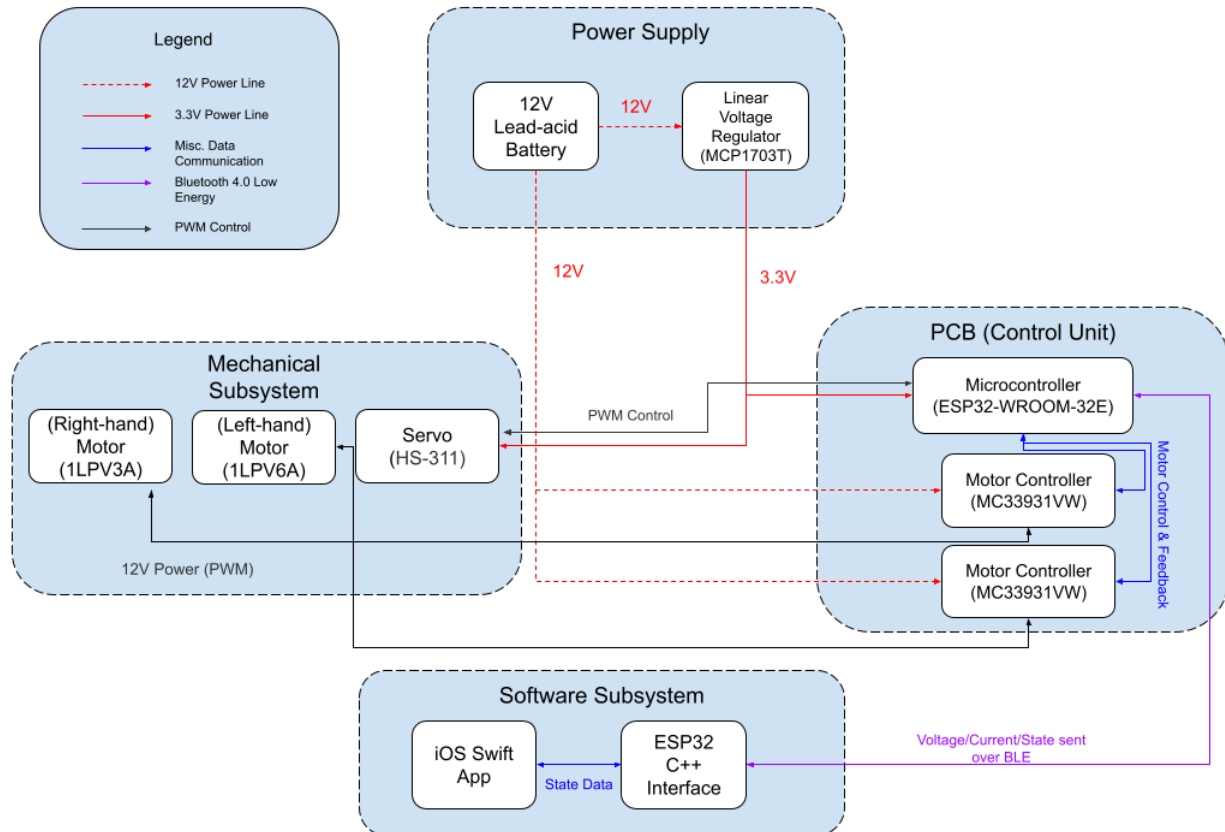 Legend
12V Power Line
3.3V Power Line
Misc. Data
Communication
Bluetooth 4.0 Low
Energy
PWM Control
Power Supply
12V
Lead-acid
Battery
12V
Linear
Voltage
Regulator
(MCP1703T)
12V
3.3V
Mechanical
Subsystem
(Right-hand)
Motor
(1LPV3A)
(Left-hand)
Motor
(1LPV6A)
Servo
(HS-311)
12V Power (PWM)
PWM Control
PCB (Control Unit)
Microcontroller
(ESP32-WROOM-32E)
Motor Controller
(MC33931VW)
Motor Controller
(MC33931VW)
Motor Control & Feedback
Software Subsystem
iOS Swift
App
State Data
ESP32
C++
Interface
Voltage/Current/State sent
over BLE